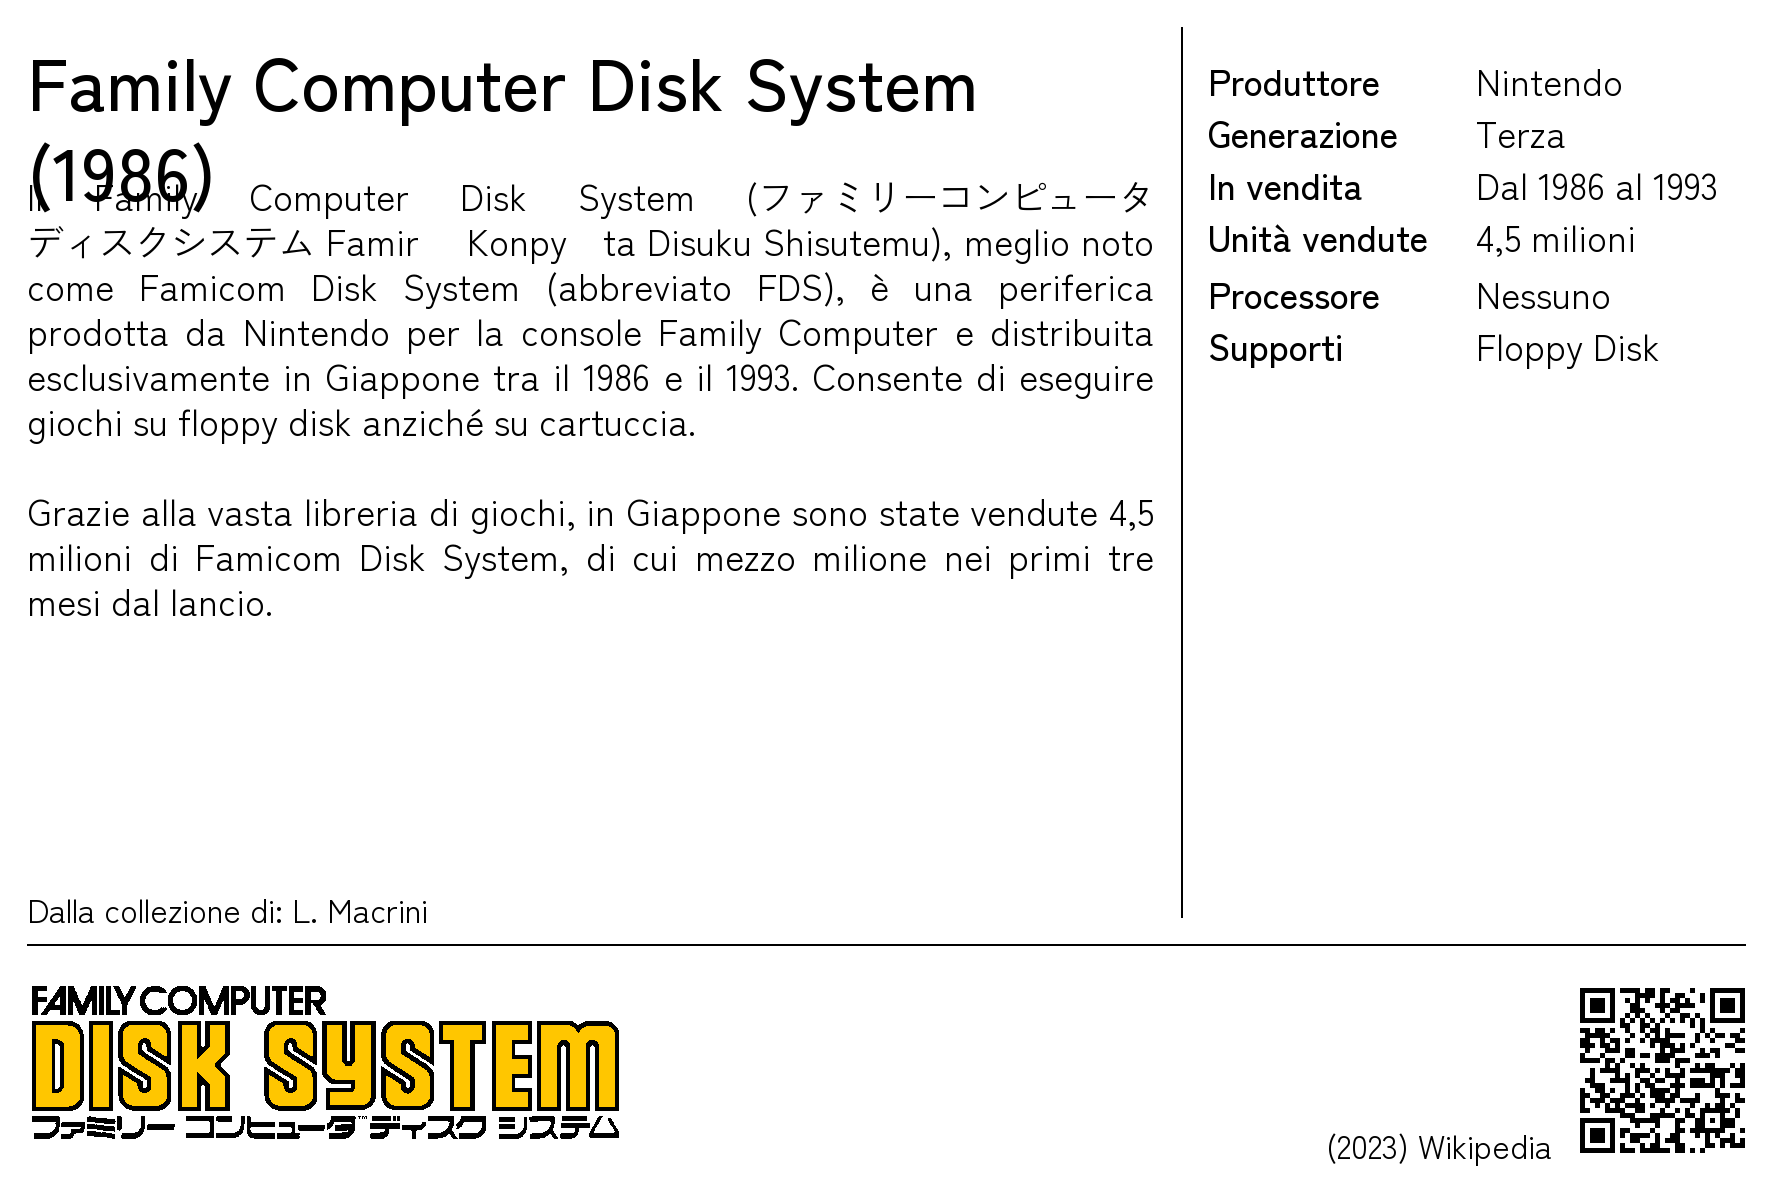 Family Computer Disk System
(1986)
Il Family Computer Disk System (ファミリーコンピュータ
ディスクシステム Famir Konpy ta Disuku Shisutemu), meglio noto
come Famicom Disk System (abbreviato FDS), è una periferica
prodotta da Nintendo per la console Family Computer e distribuita
esclusivamente in Giappone tra il 1986 e il 1993. Consente di eseguire
giochi su floppy disk anziché su cartuccia.
Grazie alla vasta libreria di giochi, in Giappone sono state vendute 4,5
milioni di Famicom Disk System, di cui mezzo milione nei primi tre
mesi dal lancio.
Dalla collezione di: L. Macrini
Produttore Nintendo
Generazione Terza
In vendita Dal 1986 al 1993
Unità vendute 4,5 milioni
Processore Nessuno
Supporti Floppy Disk
FAMILY COMPUTER
DISK SYSTEM
ファミリー コンピュータ™ ディスク システム
(2023) Wikipedia